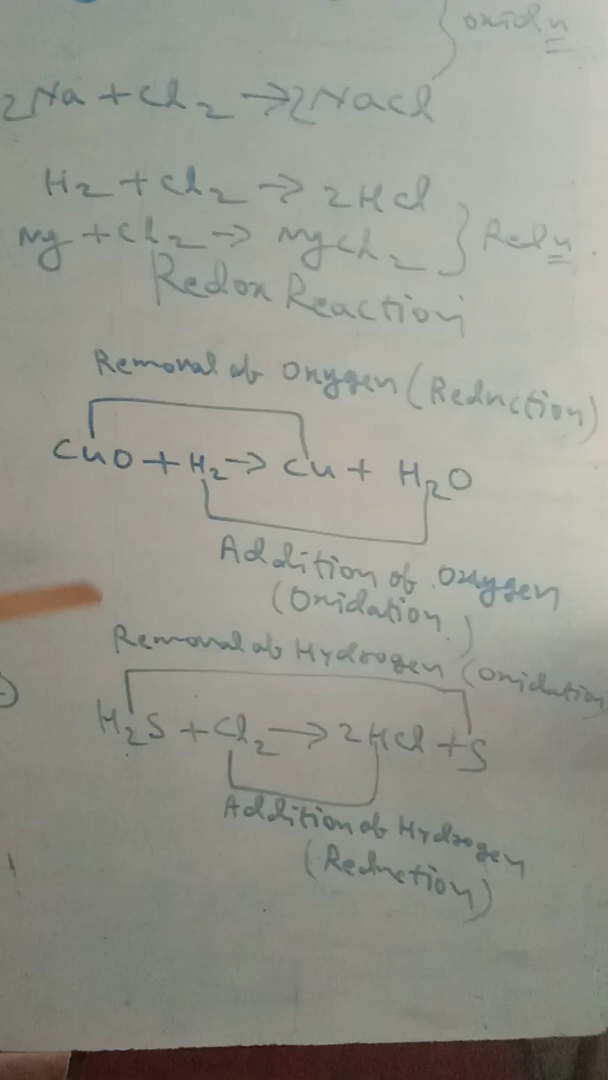 } oxidn
2Na + Cl2 → 2NaCl
H2 + Cl2 → 2HCl
Mg + Cl2 → MgCl2 } Redn
Redox Reaction
Removal of Oxygen (Reduction)
CuO + H2 → Cu + H2O
Addition of Oxygen
(Oxidation)
Removal of Hydrogen (Oxidation
H2S + Cl2 → 2HCl + S
Addition of Hydrogen
(Reduction)